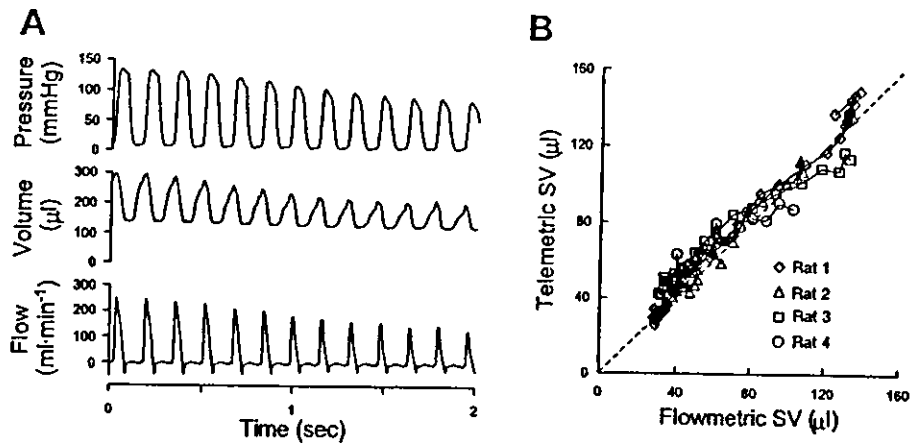 A
Pressure
(mmHg)
150
100
50
0
Volume
(µl)
300
200
100
Flow
(ml·min⁻¹)
300
200
100
0
0
1
2
Time (sec)
B
Telemetric SV (µl)
160
120
80
40
0
0
40
80
120
160
Flowmetric SV (µl)
Rat 1
Rat 2
Rat 3
Rat 4